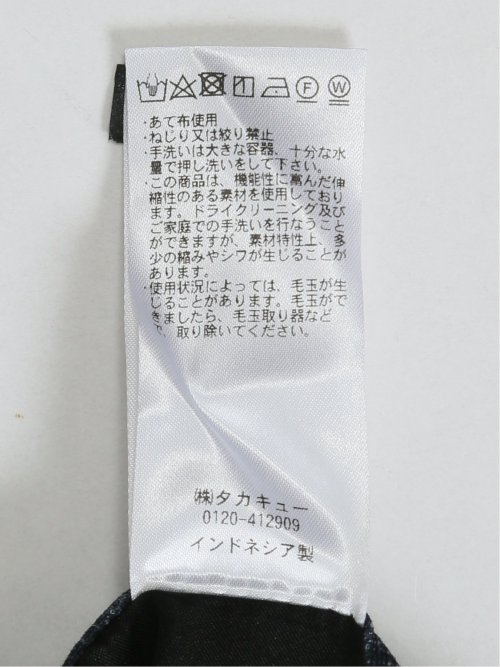 F W
・あて布使用
・ねじり又は絞り禁止
・手洗いは大きな容器、十分な水
量で押し洗いをして下さい。
・この商品は、機能性に富んだ伸
縮性のある素材を使用しており
ます。ドライクリーニング及び
ご家庭での手洗いを行なうこと
ができますが、素材特性上、多
少の縮みやシワが生じることが
あります。
・使用状況によっては、毛玉が生
じることがあります。毛玉がで
きましたら、毛玉取り器など
、取り除いてください。
㈱タカキュー
0120-412909
インドネシア製